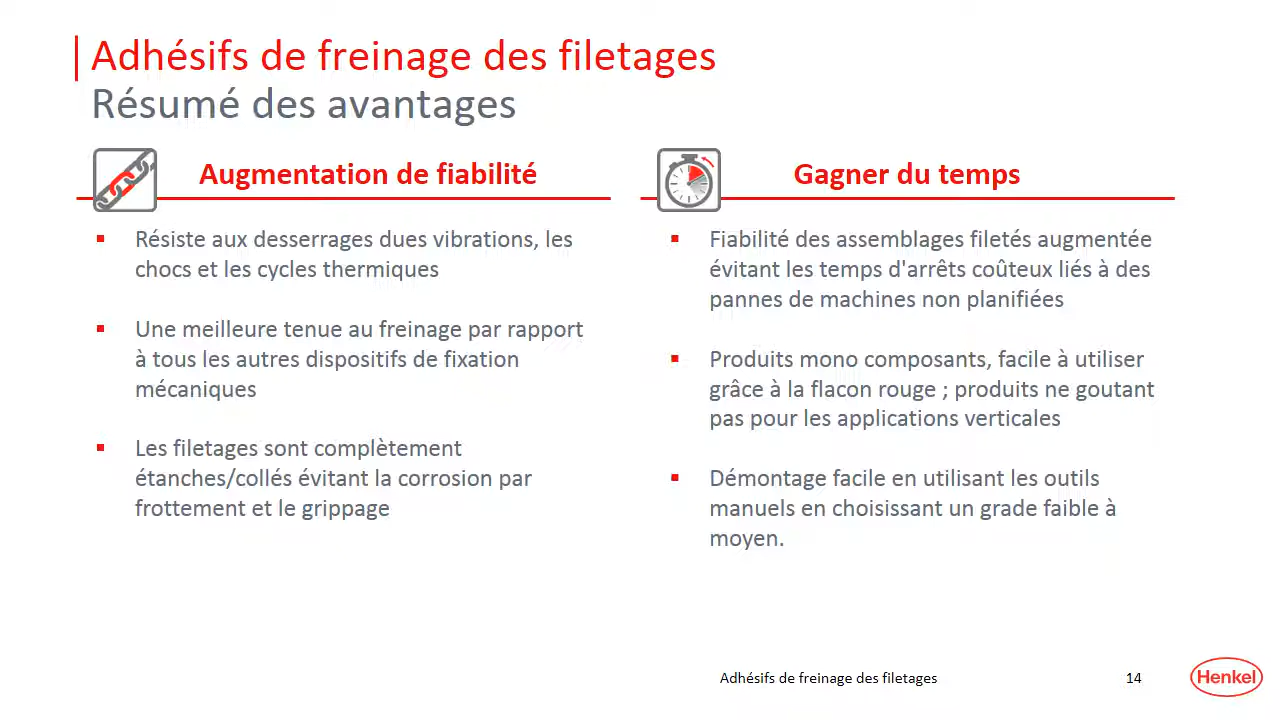 Adhésifs de freinage des filetages
Résumé des avantages
Augmentation de fiabilité
Résiste aux desserrages dues vibrations, les
chocs et les cycles thermiques
Une meilleure tenue au freinage par rapport
à tous les autres dispositifs de fixation
mécaniques
Les filetages sont complètement
étanches/collés évitant la corrosion par
frottement et le grippage
Gagner du temps
Fiabilité des assemblages filetés augmentée
évitant les temps d'arrêts coûteux liés à des
pannes de machines non planifiées
Produits mono composants, facile à utiliser
grâce à la flacon rouge ; produits ne goutant
pas pour les applications verticales
Démontage facile en utilisant les outils
manuels en choisissant un grade faible à
moyen.
Adhésifs de freinage des filetages
14
Henkel